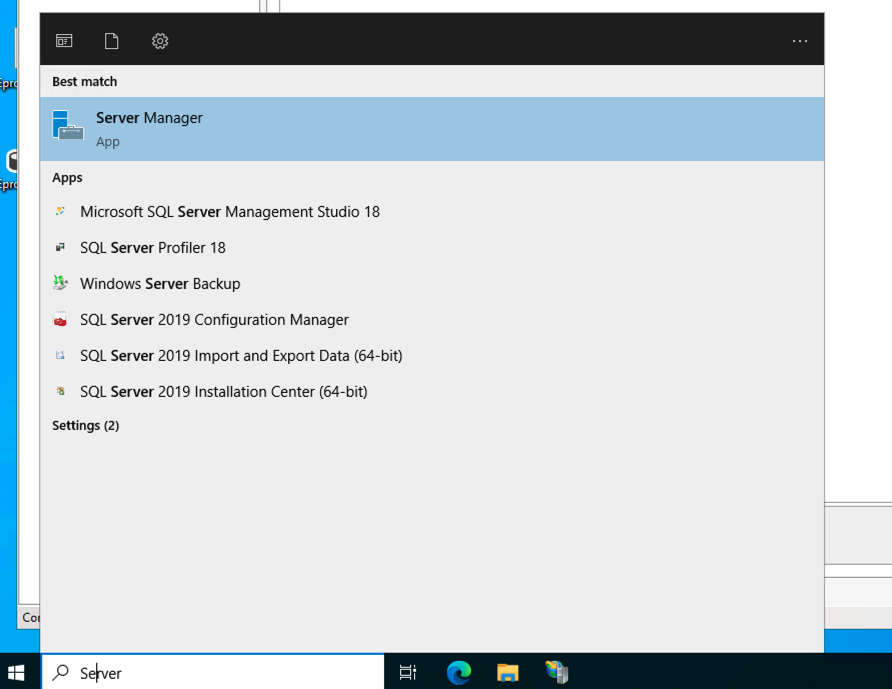 Best match
Server Manager
App
Apps
Microsoft SQL Server Management Studio 18
SQL Server Profiler 18
Windows Server Backup
SQL Server 2019 Configuration Manager
SQL Server 2019 Import and Export Data (64-bit)
SQL Server 2019 Installation Center (64-bit)
Settings (2)
Server